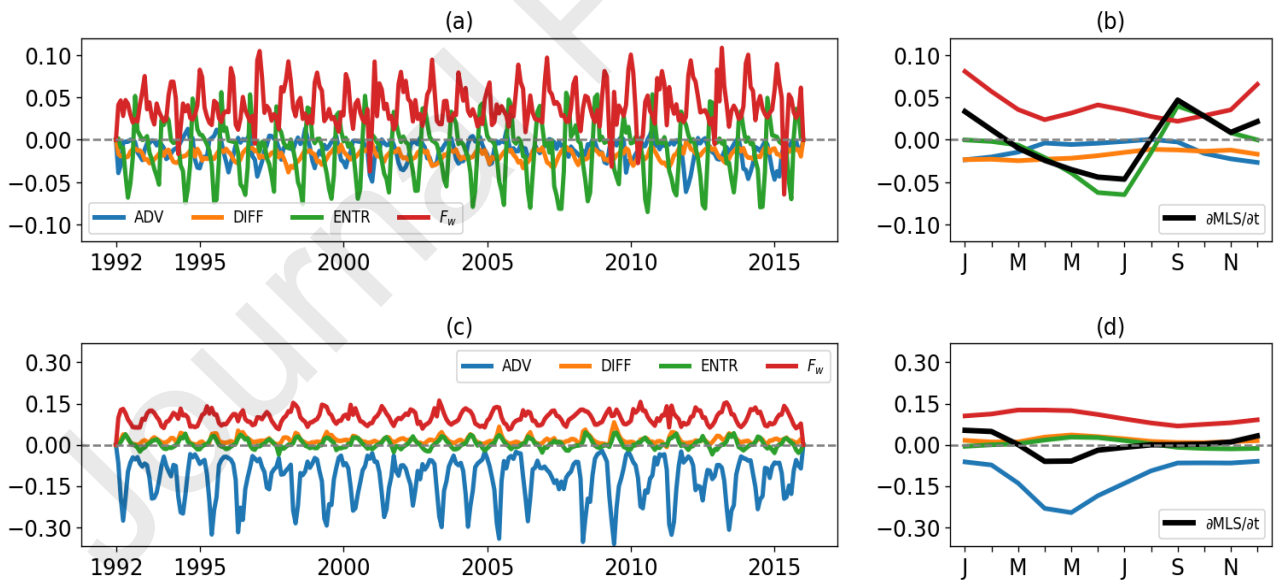 (a)
0.10
0.05
0.00
−0.05
−0.10
ADV DIFF ENTR F_w
1992 1995 2000 2005 2010 2015
(b)
0.10
0.05
0.00
−0.05
−0.10
∂MLS/∂t
J M M J S N
(c)
0.30
0.15
0.00
−0.15
−0.30
ADV DIFF ENTR F_w
1992 1995 2000 2005 2010 2015
(d)
0.30
0.15
0.00
−0.15
−0.30
∂MLS/∂t
J M M J S N
Journal P